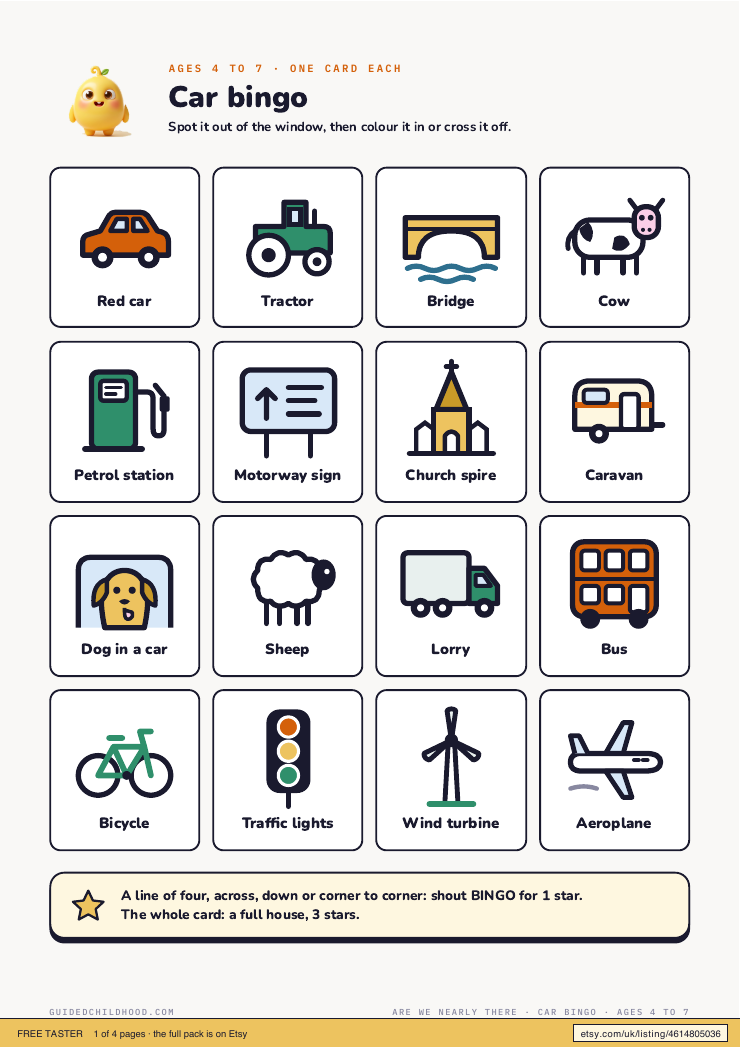 AGES 4 TO 7 · ONE CARD EACH
Car bingo
Spot it out of the window, then colour it in or cross it off.
Red car
Tractor
Bridge
Cow
Petrol station
Motorway sign
Church spire
Caravan
Dog in a car
Sheep
Lorry
Bus
Bicycle
Traffic lights
Wind turbine
Aeroplane
A line of four, across, down or corner to corner: shout BINGO for 1 star.
The whole card: a full house, 3 stars.
GUIDEDCHILDHOOD.COM
ARE WE NEARLY THERE · CAR BINGO · AGES 4 TO 7
FREE TASTER 1 of 4 pages · the full pack is on Etsy
etsy.com/uk/listing/4614805036